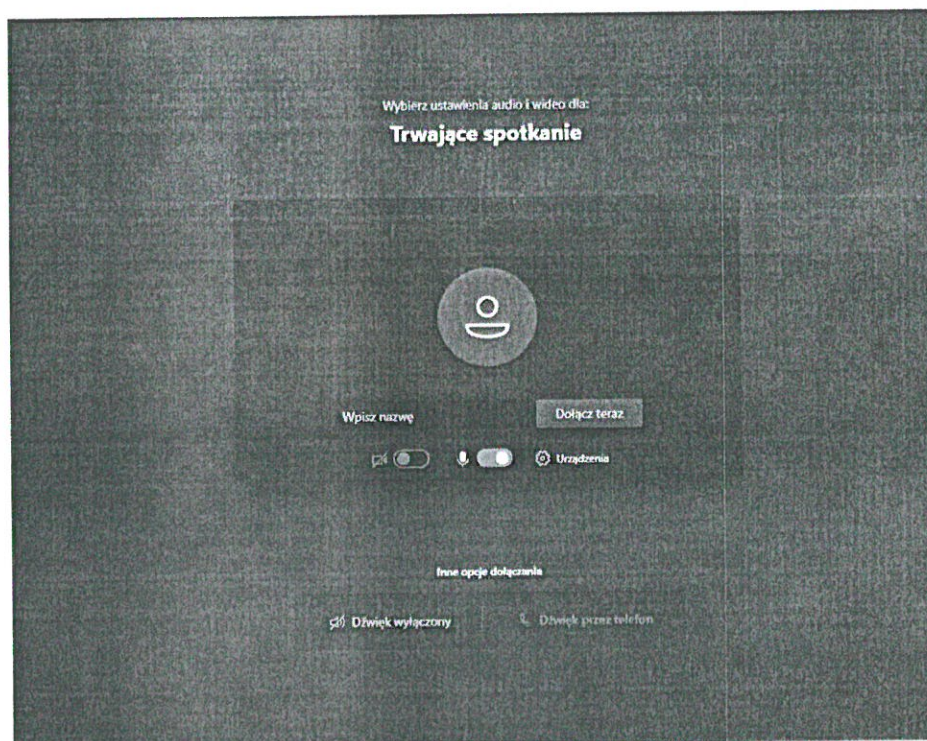 Wybierz ustawienia audio i wideo dla:
Trwające spotkanie
Wpisz nazwę
Dołącz teraz
Urządzenia
Inne opcje dołączania
Dźwięk wyłączony
Dźwięk przez telefon